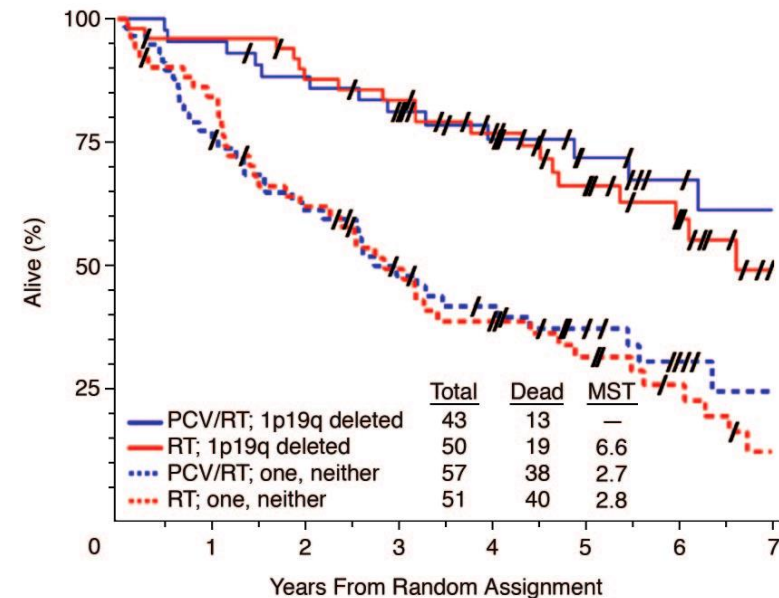 100
75
50
25
0
Alive (%)
Total Dead MST
PCV/RT; 1p19q deleted 43 13 —
RT; 1p19q deleted 50 19 6.6
PCV/RT; one, neither 57 38 2.7
RT; one, neither 51 40 2.8
1 2 3 4 5 6 7
Years From Random Assignment